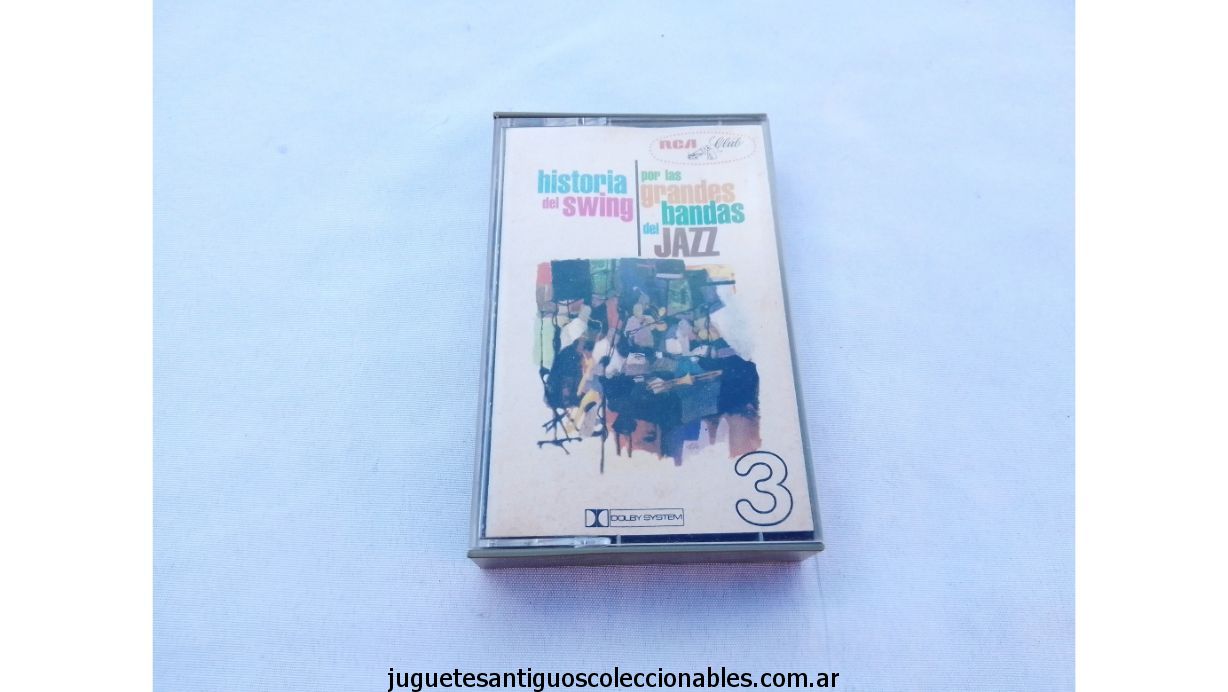 RCA Club
historia
del swing
por las
grandes
bandas
del
JAZZ
DOLBY SYSTEM
3
juguetesantiguoscoleccionables.com.ar